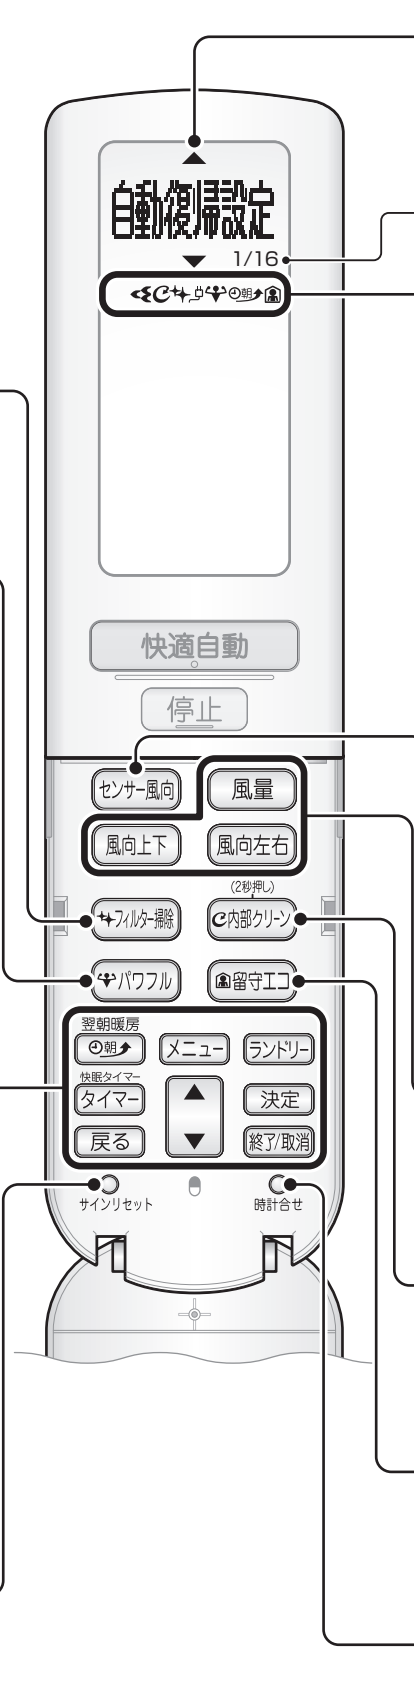 自動復帰設定
1/16
朝
快適自動
停止
センサー風向
風量
風向上下
風向左右
(2秒押し)
フィルター掃除
内部クリーン
パワフル
留守エコ
翌朝暖房
朝
メニュー
ランドリー
快眠タイマー
タイマー
決定
戻る
終了/取消
サインリセット
時計合せ